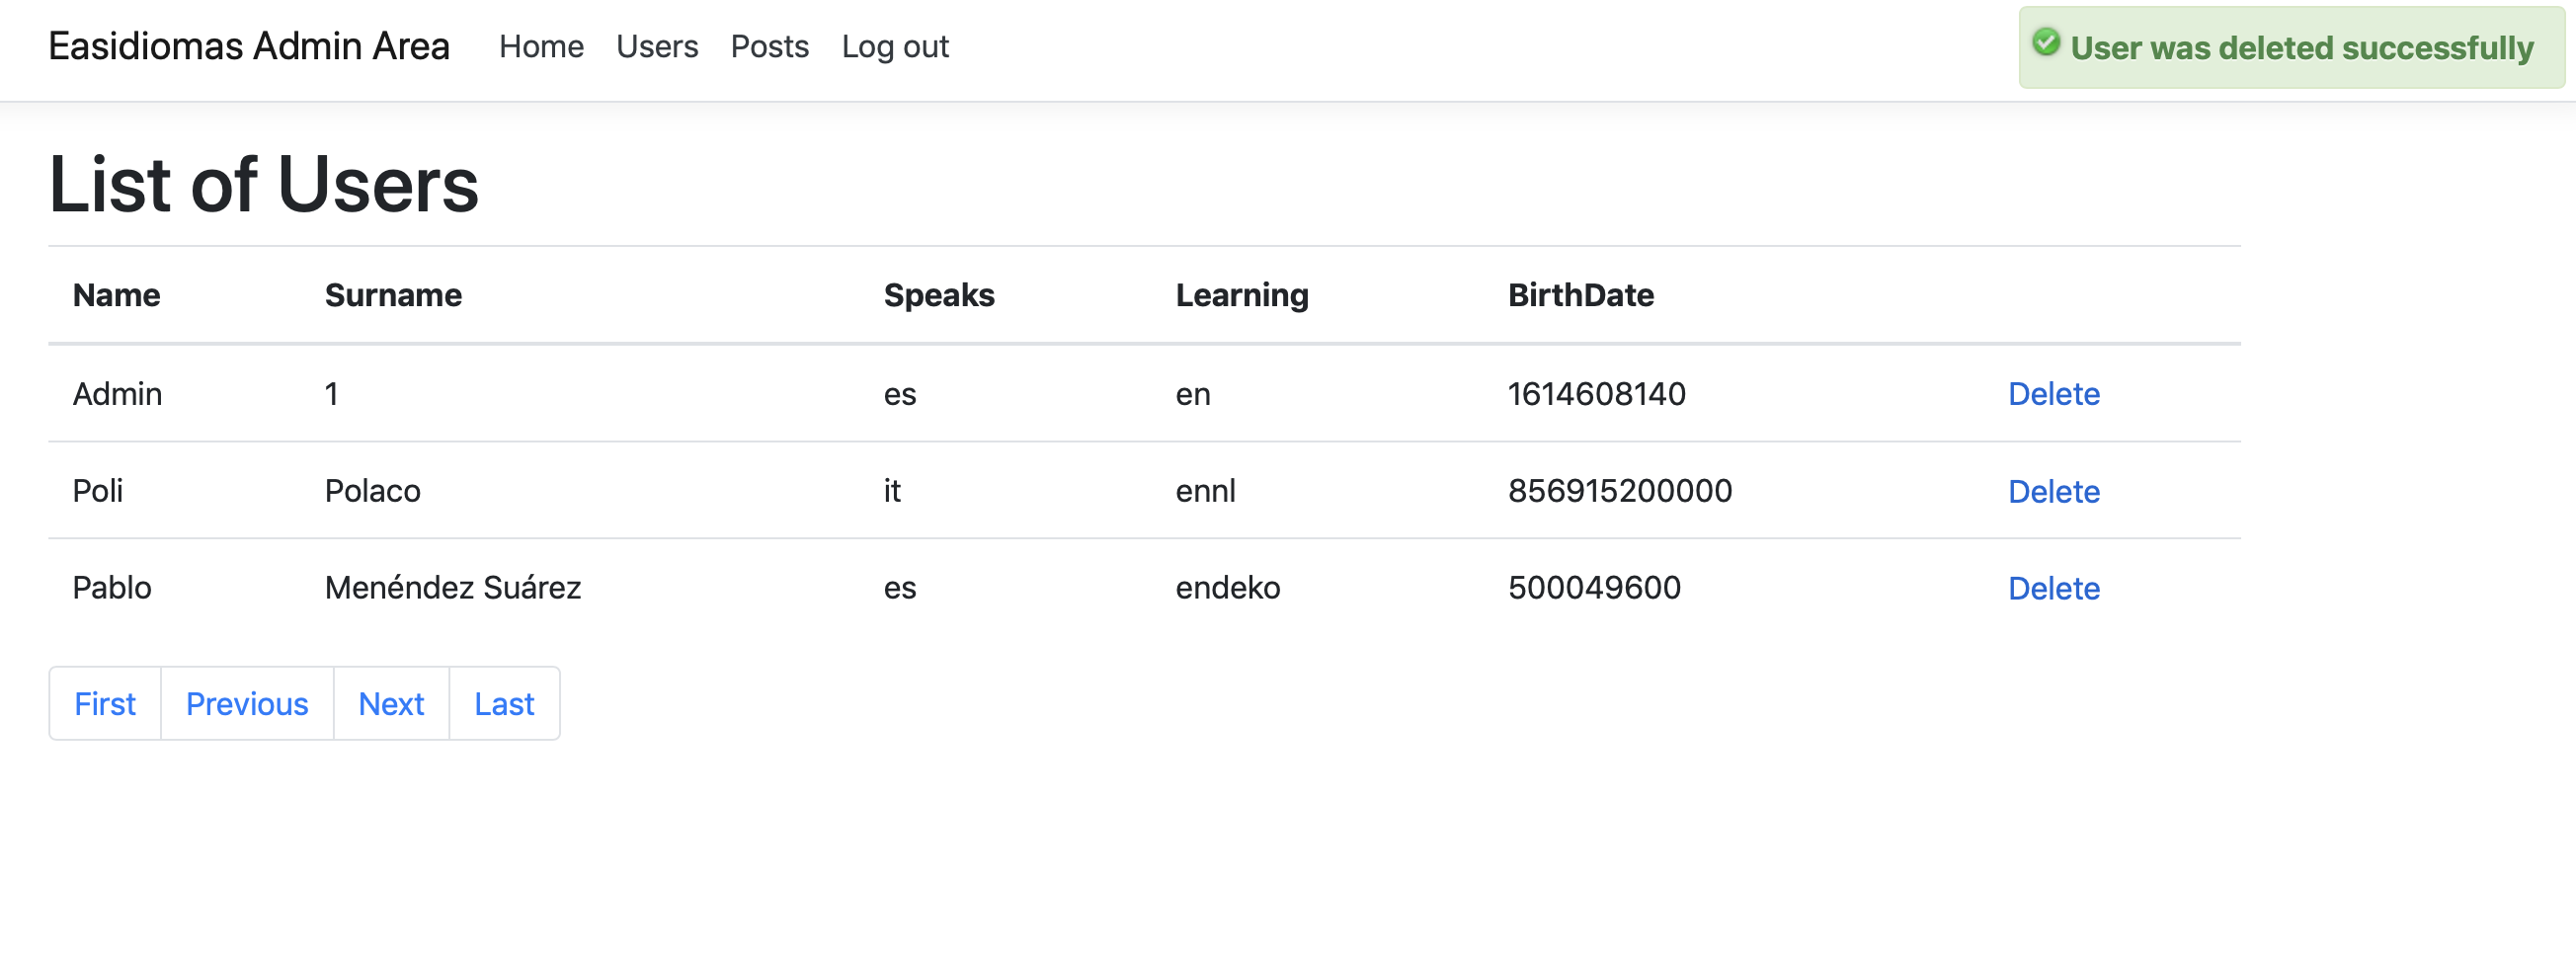 Easidiomas Admin Area Home Users Posts Log out
User was deleted successfully
List of Users
Name Surname Speaks Learning BirthDate
Admin 1 es en 1614608140 Delete
Poli Polaco it ennl 856915200000 Delete
Pablo Menéndez Suárez es endeko 500049600 Delete
First Previous Next Last